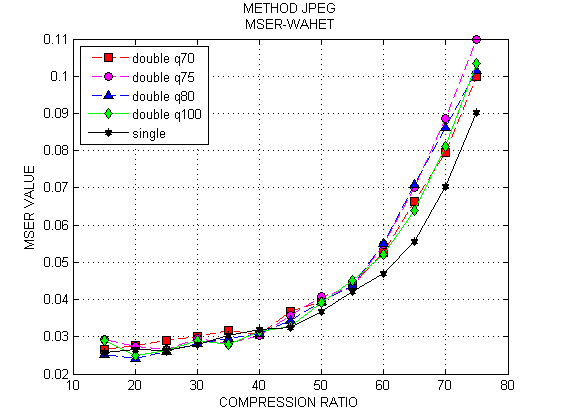 METHOD JPEG
MSER-WAHET
0.11
0.1
0.09
0.08
0.07
0.06
0.05
0.04
0.03
0.02
MSER VALUE
double q70
double q75
double q80
double q100
single
10 20 30 40 50 60 70 80
COMPRESSION RATIO